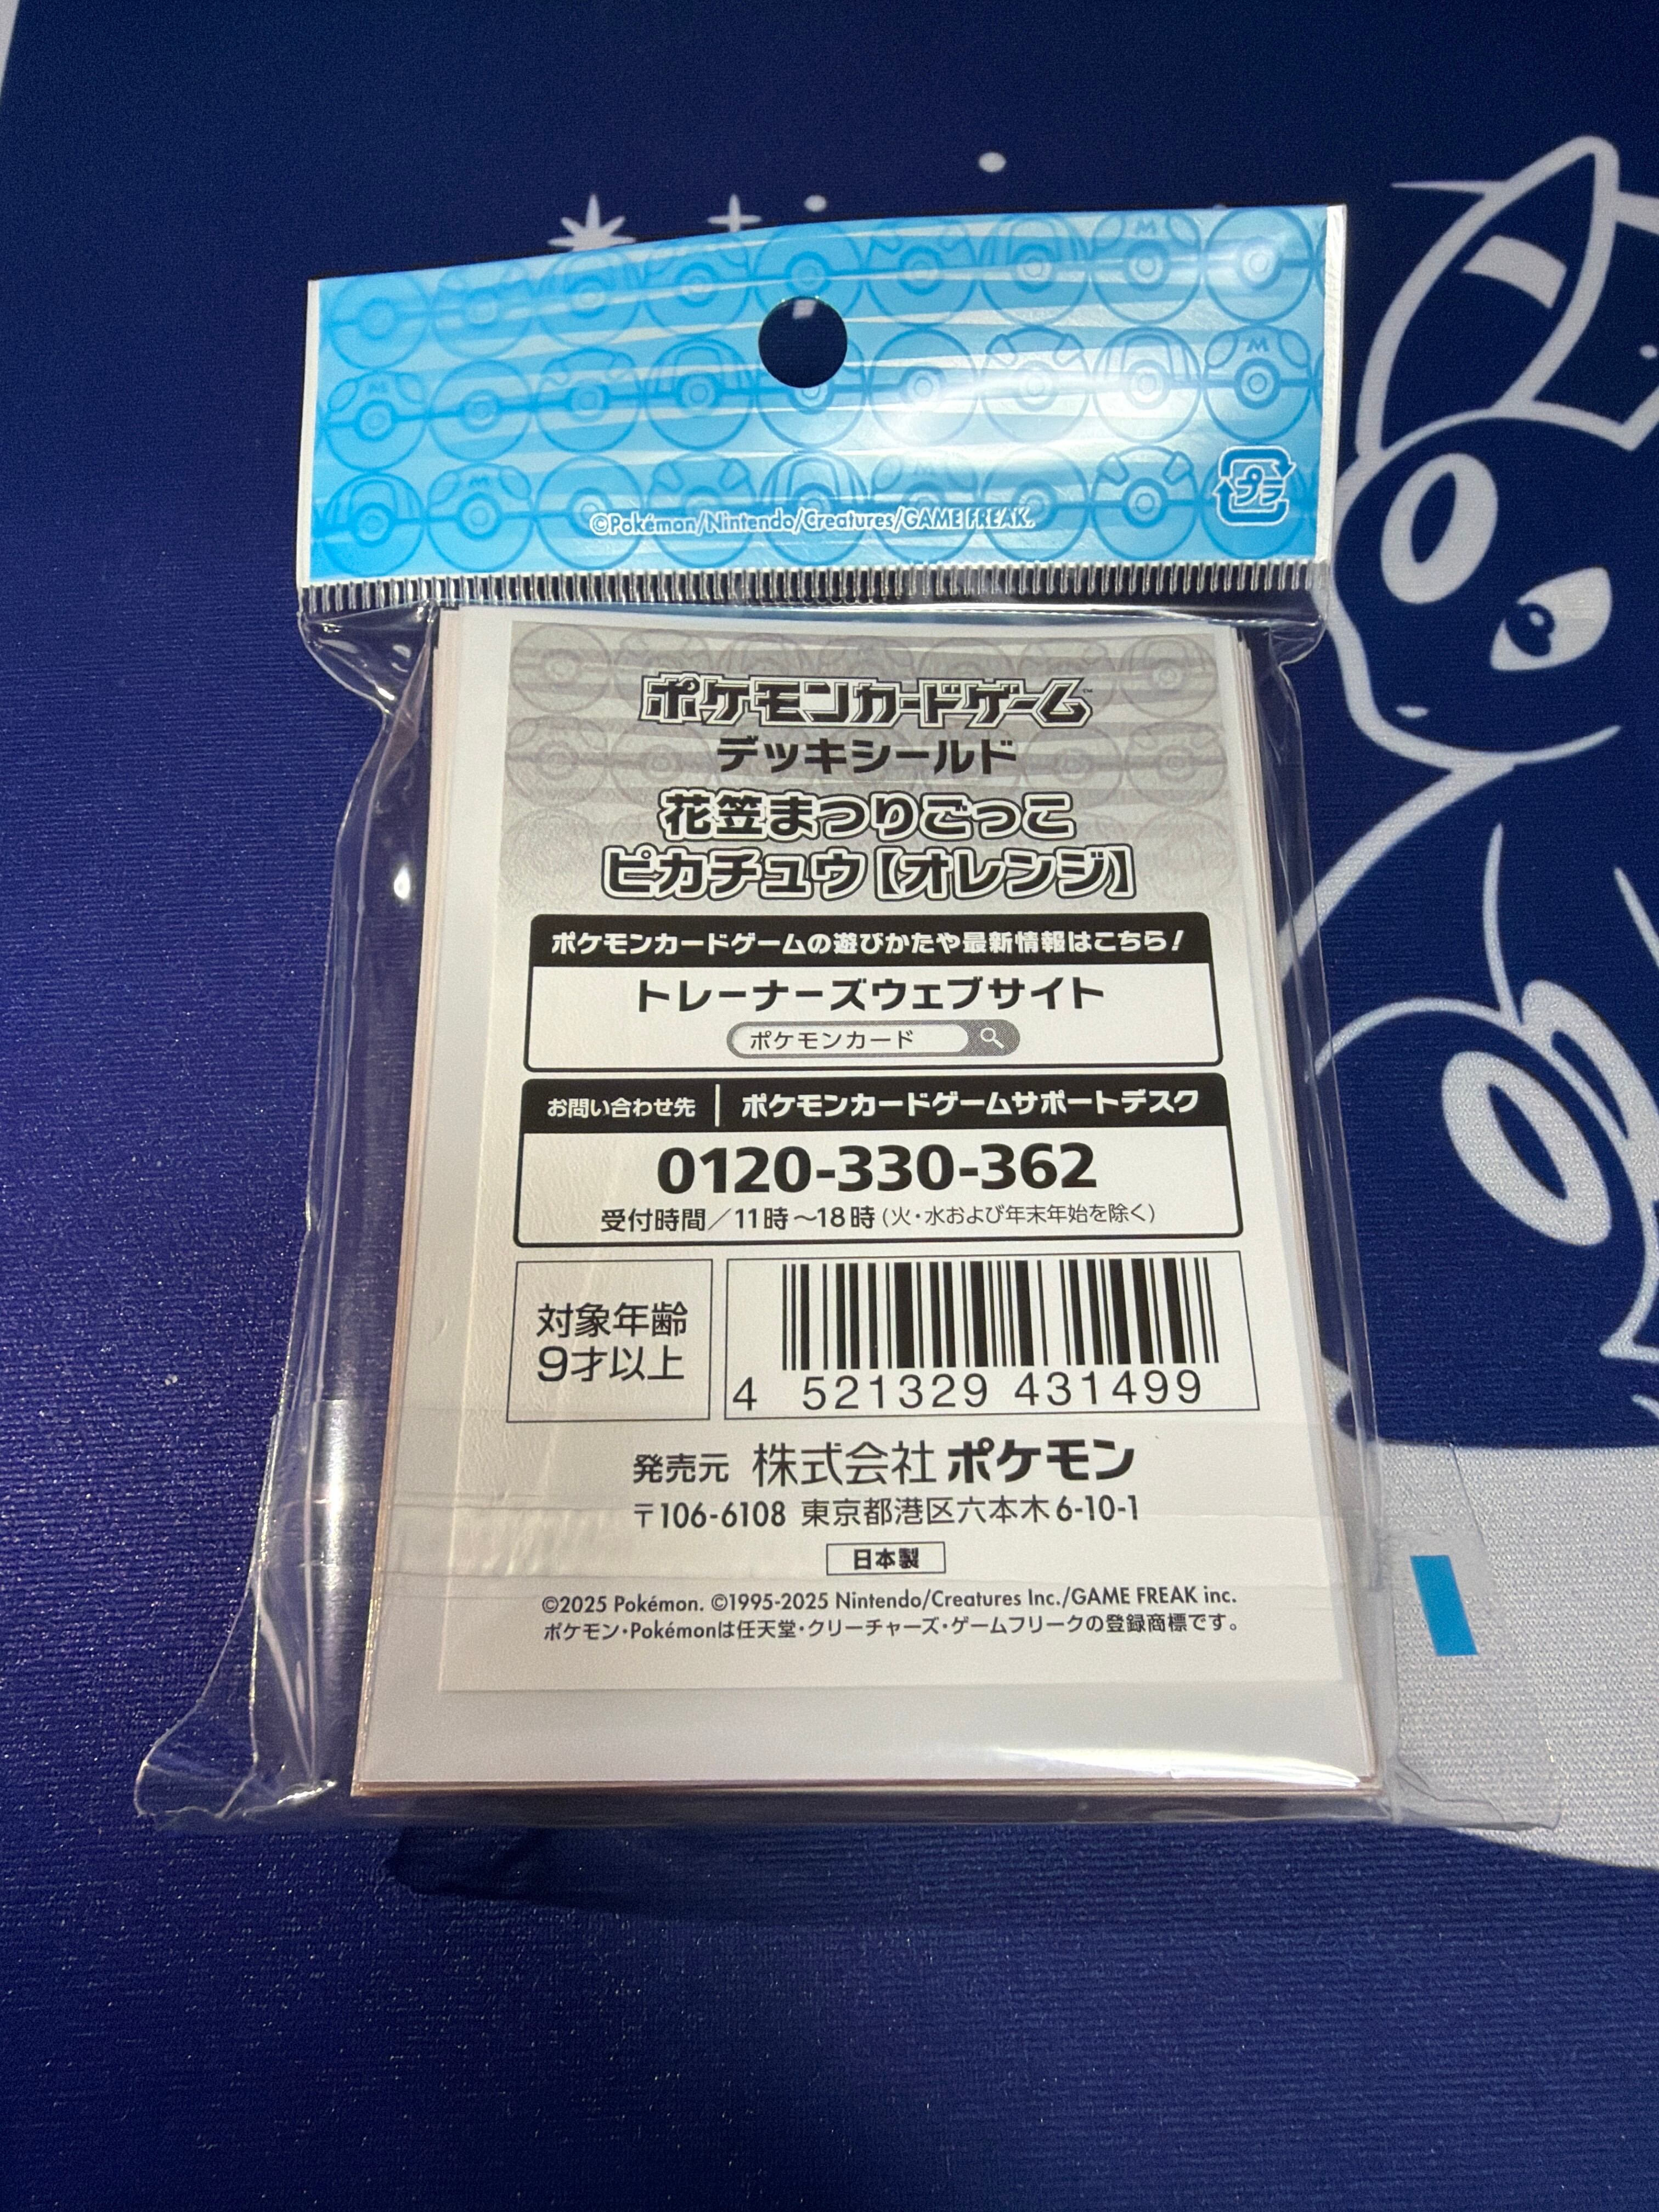 ©Pokémon/Nintendo/Creatures/GAME FREAK.
プラ
ポケモンカードゲーム™
デッキシールド
花笠まつりごっこ
ピカチュウ【オレンジ】
ポケモンカードゲームの遊びかたや最新情報はこちら!
トレーナーズウェブサイト
ポケモンカード
お問い合わせ先 ポケモンカードゲームサポートデスク
0120-330-362
受付時間/11時~18時(火・水および年末年始を除く)
対象年齢
9才以上
4 521329 431499
発売元 株式会社ポケモン
〒106-6108 東京都港区六本木6-10-1
日本製
©2025 Pokémon. ©1995-2025 Nintendo/Creatures Inc./GAME FREAK inc.
ポケモン・Pokémonは任天堂・クリーチャーズ・ゲームフリークの登録商標です。